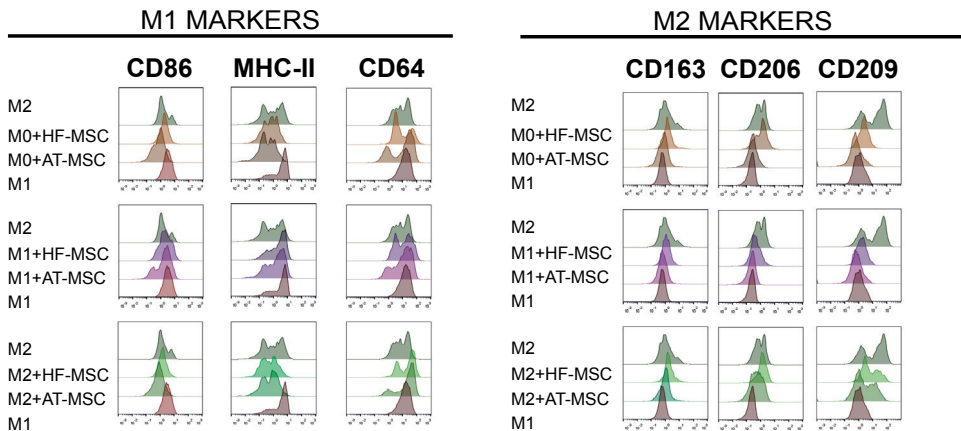 M1 MARKERS
CD86 MHC-II CD64
M2
M0+HF-MSC
M0+AT-MSC
M1
M2
M1+HF-MSC
M1+AT-MSC
M1
M2
M2+HF-MSC
M2+AT-MSC
M1
M2 MARKERS
CD163 CD206 CD209
M2
M0+HF-MSC
M0+AT-MSC
M1
M2
M1+HF-MSC
M1+AT-MSC
M1
M2
M2+HF-MSC
M2+AT-MSC
M1